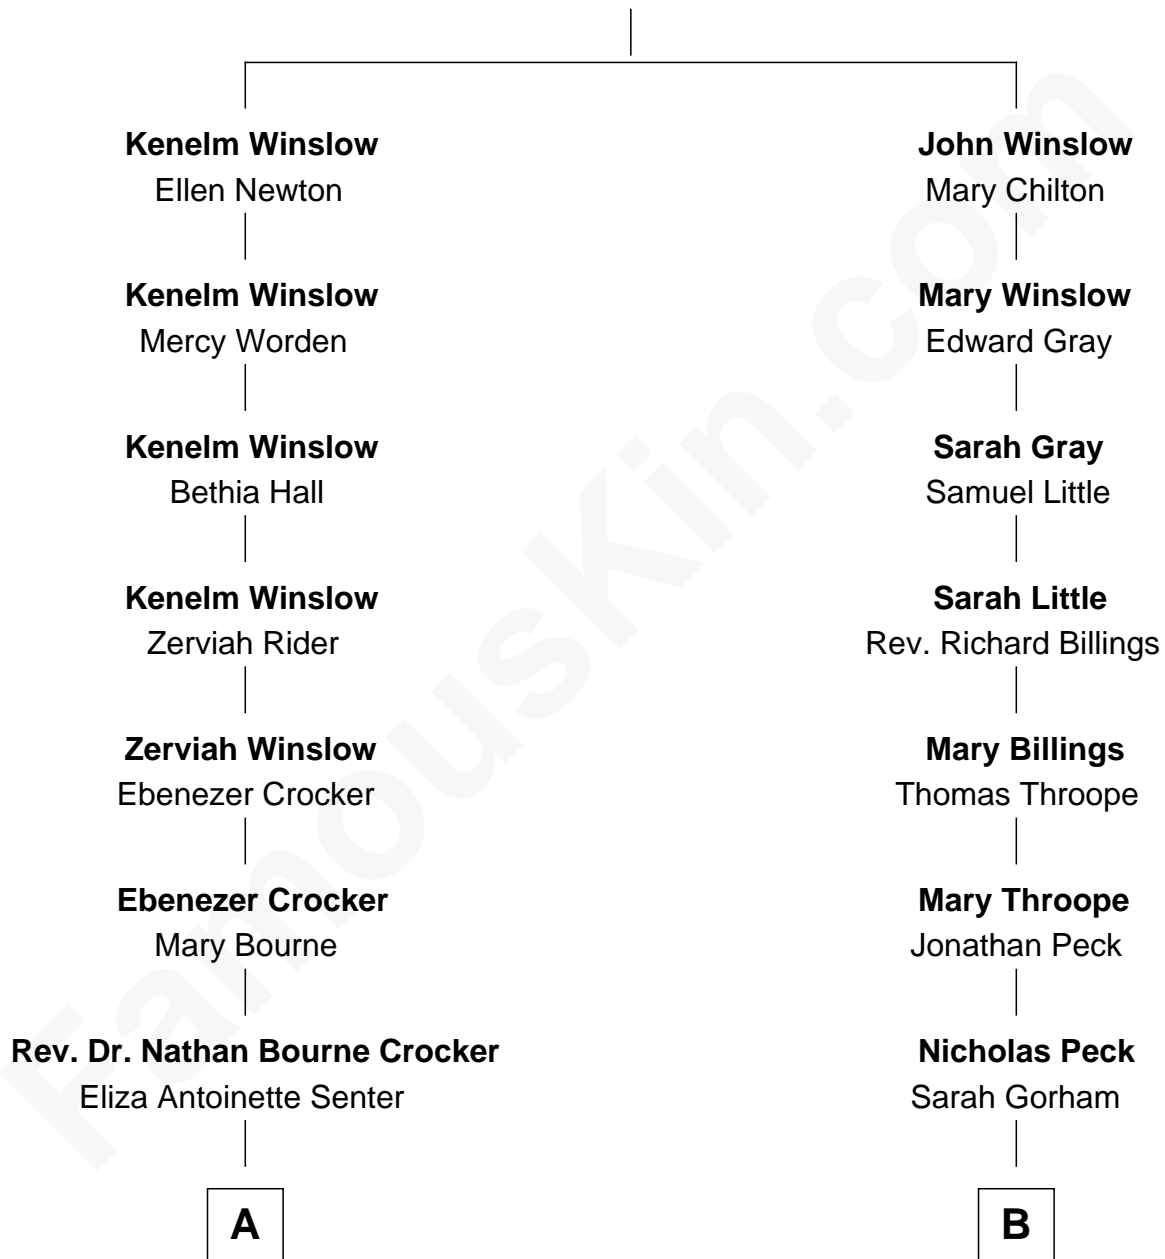 Kenelm Winslow
Ellen Newton
Kenelm Winslow
Mercy Worden
Kenelm Winslow
Bethia Hall
Kenelm Winslow
Zerviah Rider
Zerviah Winslow
Ebenezer Crocker
Ebenezer Crocker
Mary Bourne
Rev. Dr. Nathan Bourne Crocker
Eliza Antoinette Senter
A
John Winslow
Mary Chilton
Mary Winslow
Edward Gray
Sarah Gray
Samuel Little
Sarah Little
Rev. Richard Billings
Mary Billings
Thomas Throope
Mary Throope
Jonathan Peck
Nicholas Peck
Sarah Gorham
B
FamousKin.com